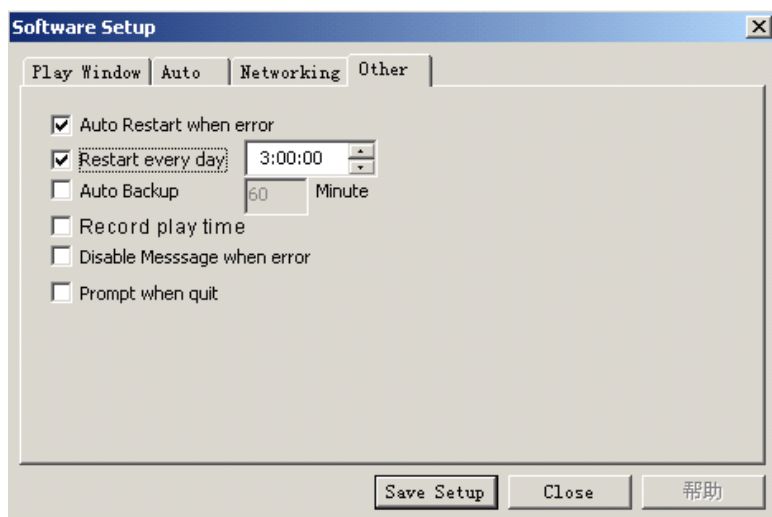 Software Setup
Play Window Auto Networking Other
Auto Restart when error
Restart every day 3:00:00
Auto Backup 60 Minute
Record play time
Disable Messsage when error
Prompt when quit
Save Setup Close 帮助